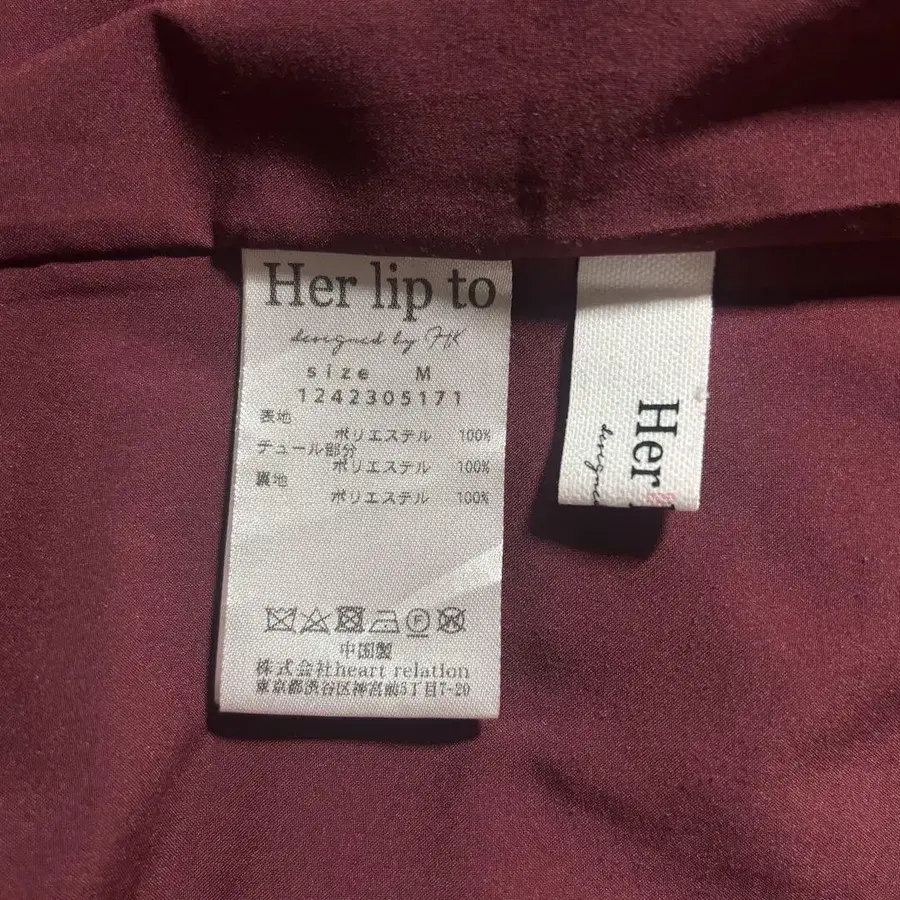 Her lip to
designed by HK
size M
1242305171
表地
ポリエステル 100%
チュール部分
ポリエステル 100%
裏地
ポリエステル 100%
F W
中国製
株式会社heart relation
東京都渋谷区神宮前5丁目7-20
Her
designed